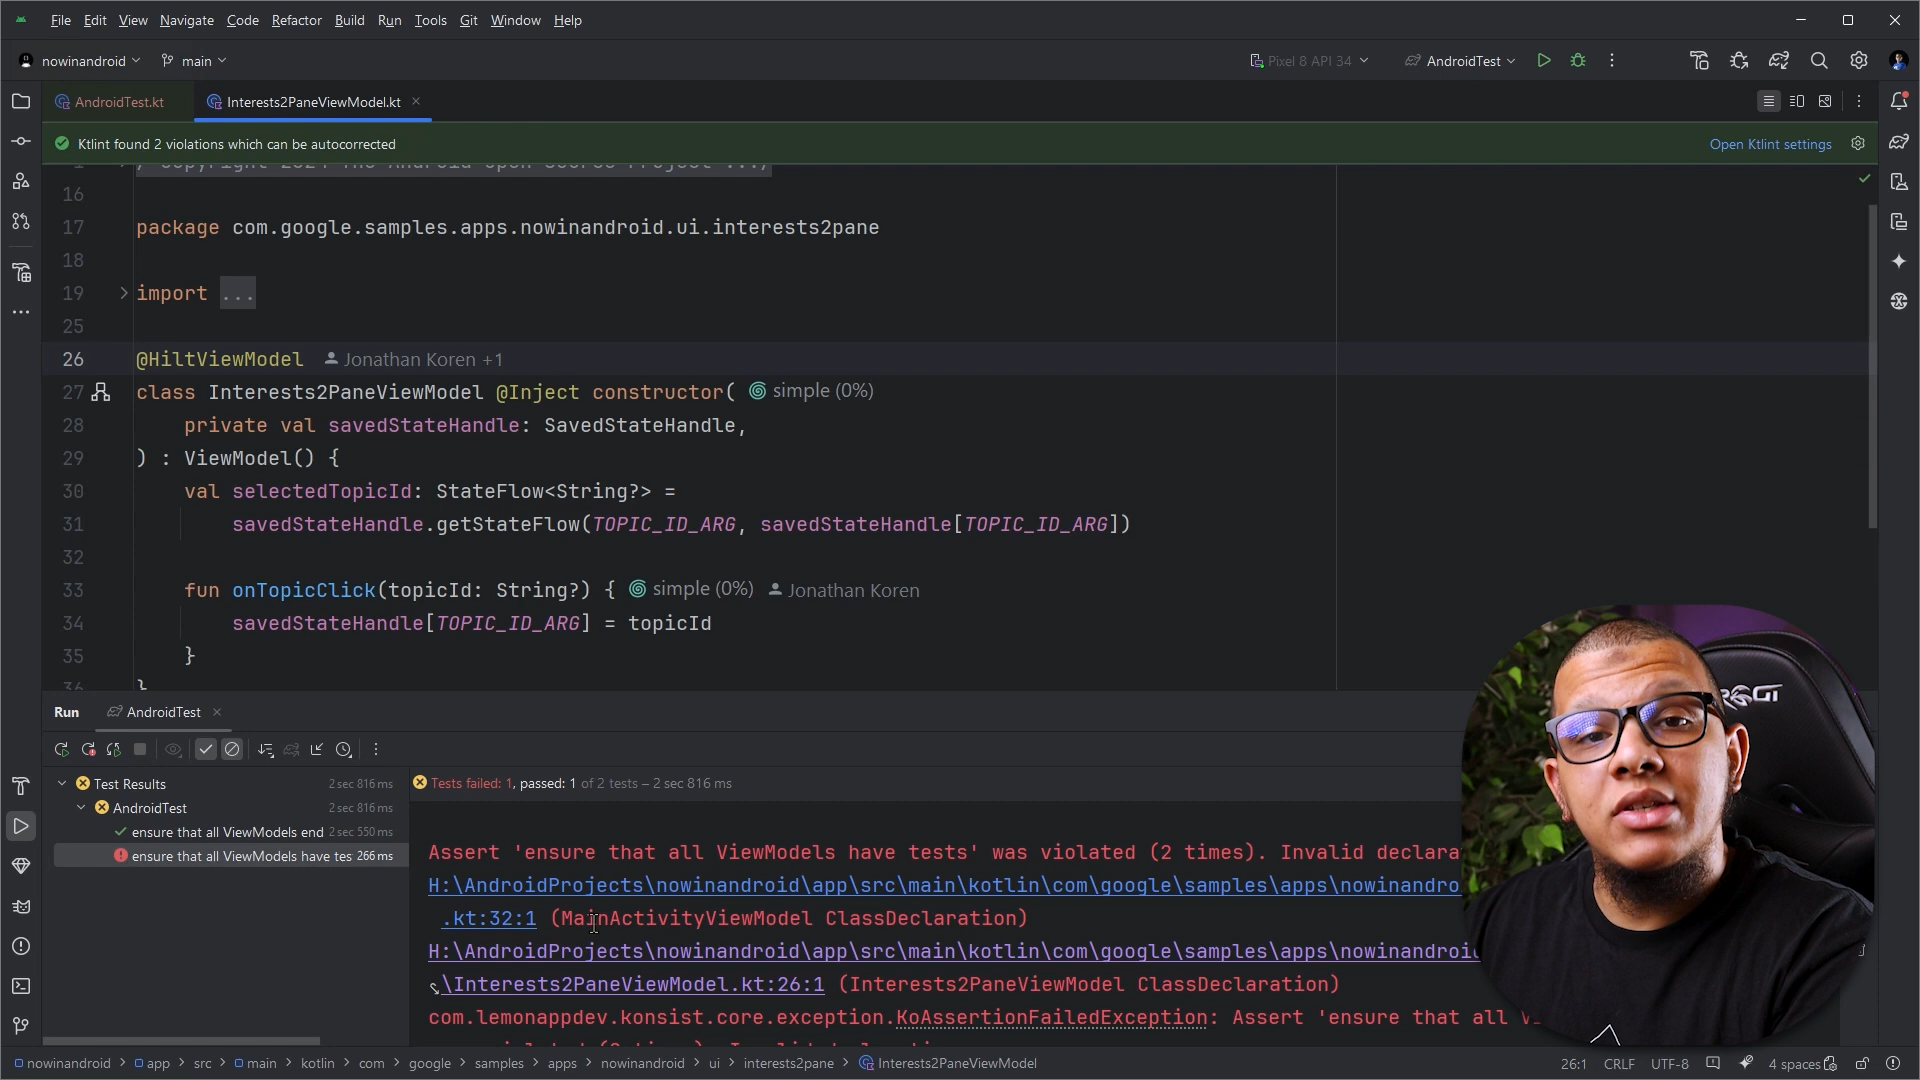 File Edit View Navigate Code Refactor Build Run Tools Git Window Help
nowinandroid main Pixel 8 API 34 AndroidTest
AndroidTest.kt Interests2PaneViewModel.kt
Ktlint found 2 violations which can be autocorrected Open Ktlint settings
16
17 package com.google.samples.apps.nowinandroid.ui.interests2pane
18
19 import ...
25
26 @HiltViewModel Jonathan Koren +1
27 class Interests2PaneViewModel @Inject constructor( simple (0%)
28 private val savedStateHandle: SavedStateHandle,
29 ) : ViewModel() {
30 val selectedTopicId: StateFlow<String?> =
31 savedStateHandle.getStateFlow(TOPIC_ID_ARG, savedStateHandle[TOPIC_ID_ARG])
32
33 fun onTopicClick(topicId: String?) { simple (0%) Jonathan Koren
34 savedStateHandle[TOPIC_ID_ARG] = topicId
35 }
36 }
Run AndroidTest
Test Results 2 sec 816 ms
AndroidTest 2 sec 816 ms
ensure that all ViewModels end 2 sec 550 ms
ensure that all ViewModels have tes 266 ms
Tests failed: 1, passed: 1 of 2 tests – 2 sec 816 ms
Assert 'ensure that all ViewModels have tests' was violated (2 times). Invalid declara
H:\AndroidProjects\nowinandroid\app\src\main\kotlin\com\google\samples\apps\nowinandro
.kt:32:1 (MainActivityViewModel ClassDeclaration)
H:\AndroidProjects\nowinandroid\app\src\main\kotlin\com\google\samples\apps\nowinandroid
\Interests2PaneViewModel.kt:26:1 (Interests2PaneViewModel ClassDeclaration)
com.lemonappdev.konsist.core.exception.KoAssertionFailedException: Assert 'ensure that all
nowinandroid app src main kotlin com google samples apps nowinandroid ui interests2pane Interests2PaneViewModel 26:1 CRLF UTF-8 4 spaces